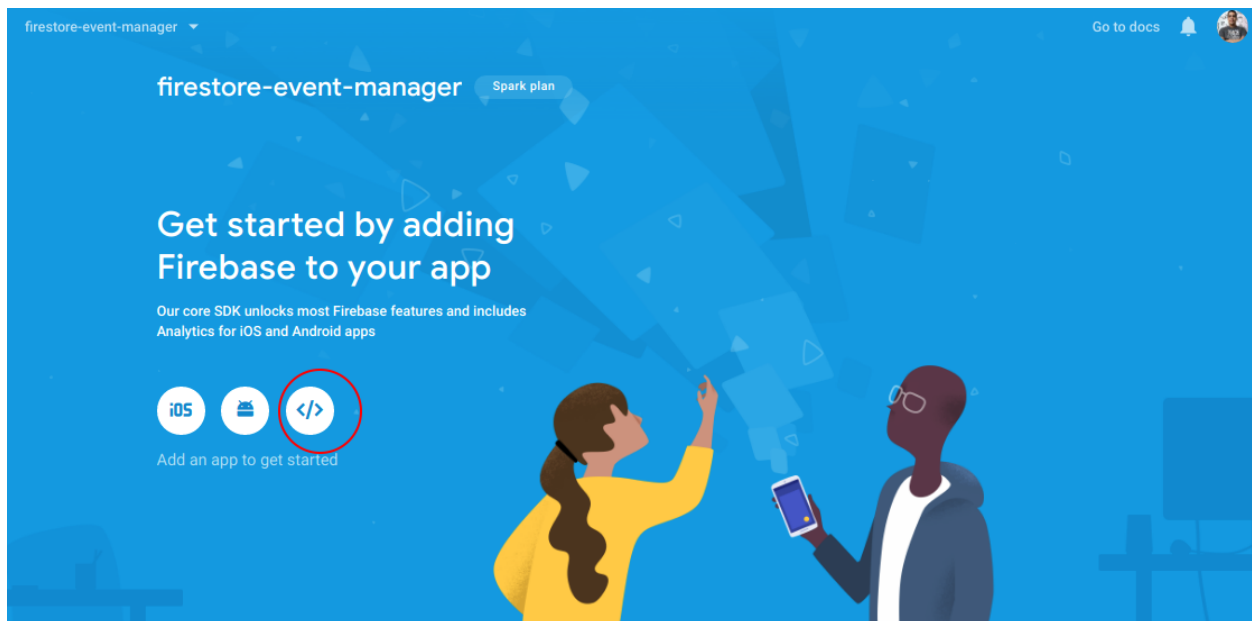 firestore-event-manager
Go to docs
firestore-event-manager
Spark plan
Get started by adding
Firebase to your app
Our core SDK unlocks most Firebase features and includes
Analytics for iOS and Android apps
iOS
</>
Add an app to get started